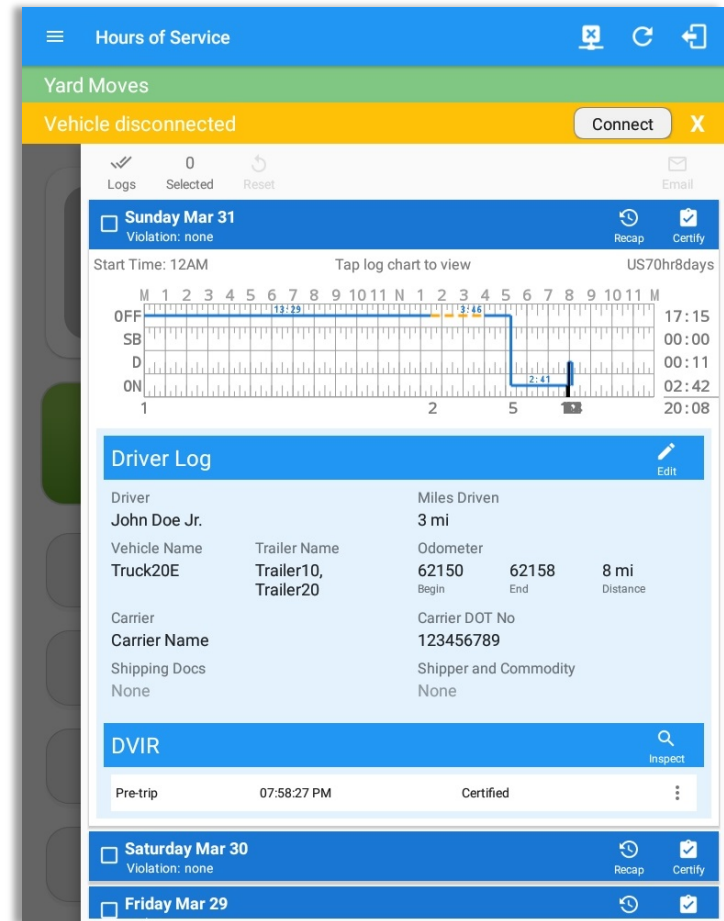 Hours of Service
Yard Moves
Vehicle disconnected Connect X
Logs 0 Selected Reset Email
Sunday Mar 31
Violation: none Recap Certify
Start Time: 12AM Tap log chart to view US70hr8days
M 1 2 3 4 5 6 7 8 9 10 11 N 1 2 3 4 5 6 7 8 9 10 11 M
OFF 13:29 3:46 17:15
SB 00:00
D 00:11
ON 2:41 02:42
1 2 5 20:08
Driver Log Edit
Driver Miles Driven
John Doe Jr. 3 mi
Vehicle Name Trailer Name Odometer
Truck20E Trailer10, 62150 62158 8 mi
Trailer20 Begin End Distance
Carrier Carrier DOT No
Carrier Name 123456789
Shipping Docs Shipper and Commodity
None None
DVIR Inspect
Pre-trip 07:58:27 PM Certified
Saturday Mar 30
Violation: none Recap Certify
Friday Mar 29